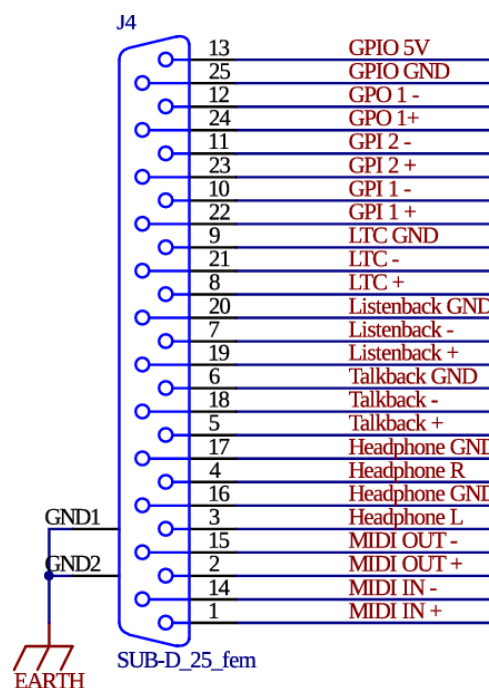 J4
13 GPIO 5V
25 GPIO GND
12 GPO 1 -
24 GPO 1+
11 GPI 2 -
23 GPI 2 +
10 GPI 1 -
22 GPI 1 +
9 LTC GND
21 LTC -
8 LTC +
20 Listenback GND
7 Listenback -
19 Listenback +
6 Talkback GND
18 Talkback -
5 Talkback +
17 Headphone GND
4 Headphone R
16 Headphone GND
GND1 3 Headphone L
15 MIDI OUT -
GND2 2 MIDI OUT +
14 MIDI IN -
1 MIDI IN +
SUB-D_25_fem
EARTH